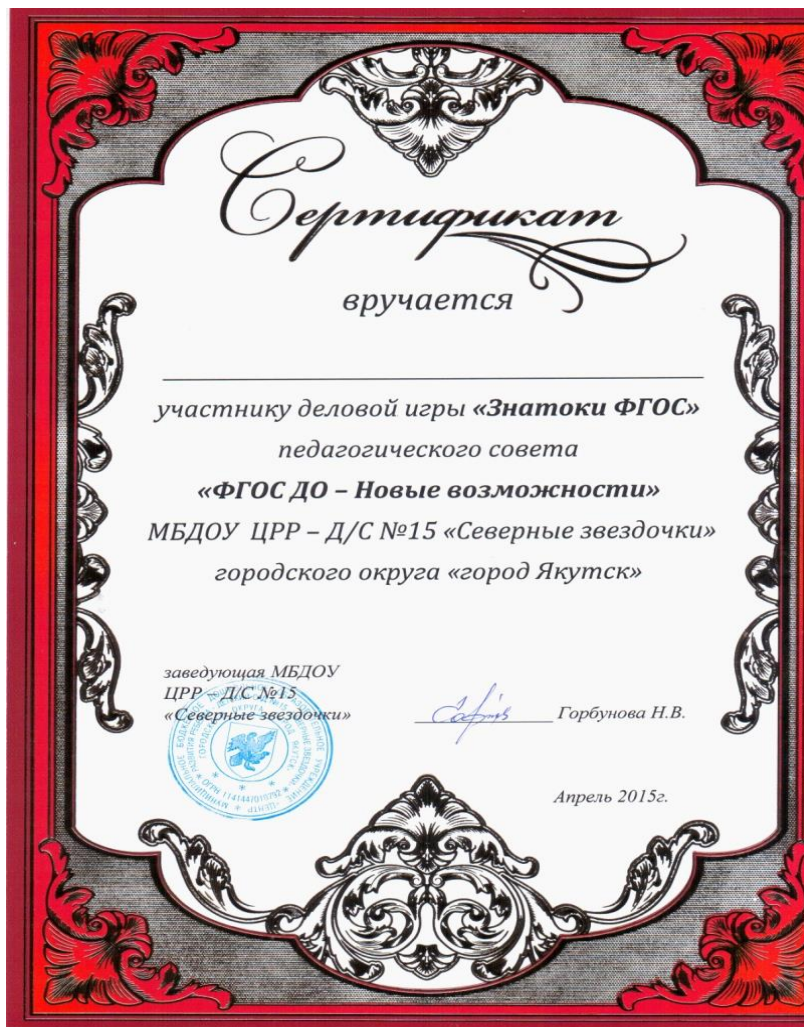 Сертификат
вручается
участнику деловой игры «Знатоки ФГОС»
педагогического совета
«ФГОС ДО – Новые возможности»
МБДОУ ЦРР – Д/С №15 «Северные звездочки»
городского округа «город Якутск»
заведующая МБДОУ
ЦРР – Д/С №15
«Северные звездочки»
Горбунова Н.В.
Апрель 2015г.